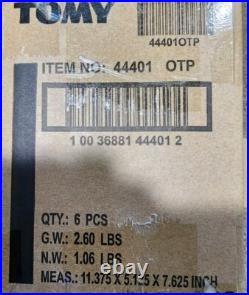 TOMY
44401OTP
ITEM NO: 44401 OTP
1 00 36881 44401 2
QTY.: 6 PCS
G.W.: 2.60 LBS
N.W.: 1.06 LBS
MEAS.: 11.375 X 5.125 X 7.625 INCH